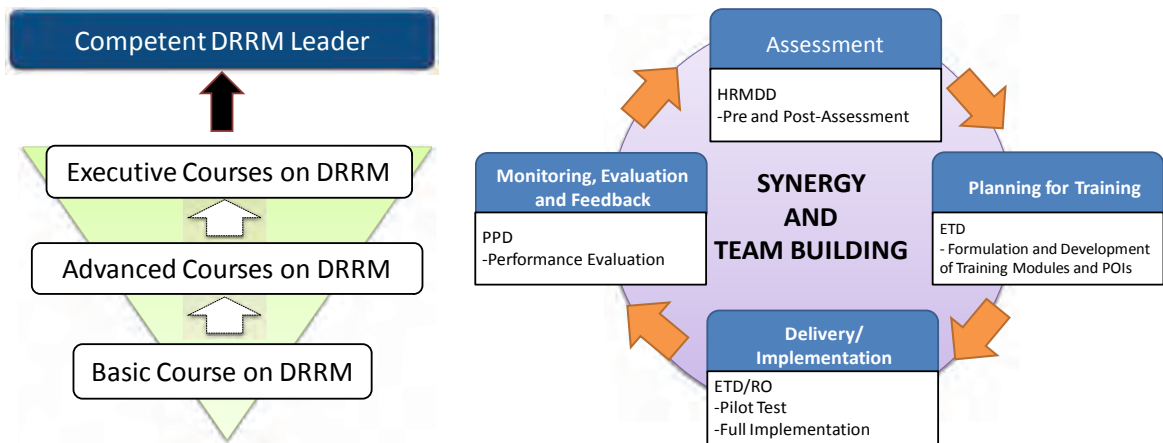 Competent DRRM Leader
Executive Courses on DRRM
Advanced Courses on DRRM
Basic Course on DRRM
Assessment
HRMDD
-Pre and Post-Assessment
Monitoring, Evaluation
and Feedback
PPD
-Performance Evaluation
SYNERGY
AND
TEAM BUILDING
Planning for Training
ETD
- Formulation and Development
of Training Modules and POIs
Delivery/
Implementation
ETD/RO
-Pilot Test
-Full Implementation